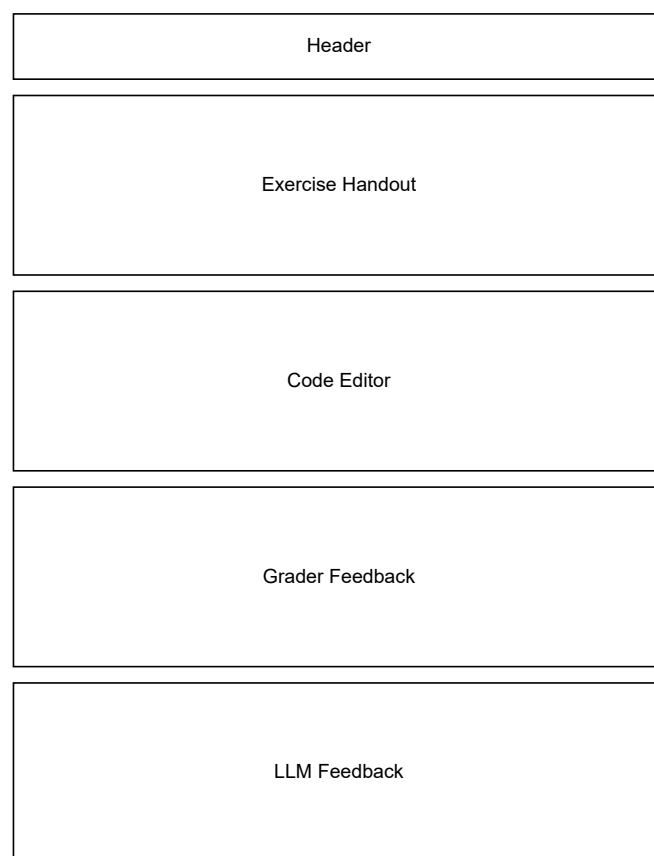 Header
Exercise Handout
Code Editor
Grader Feedback
LLM Feedback